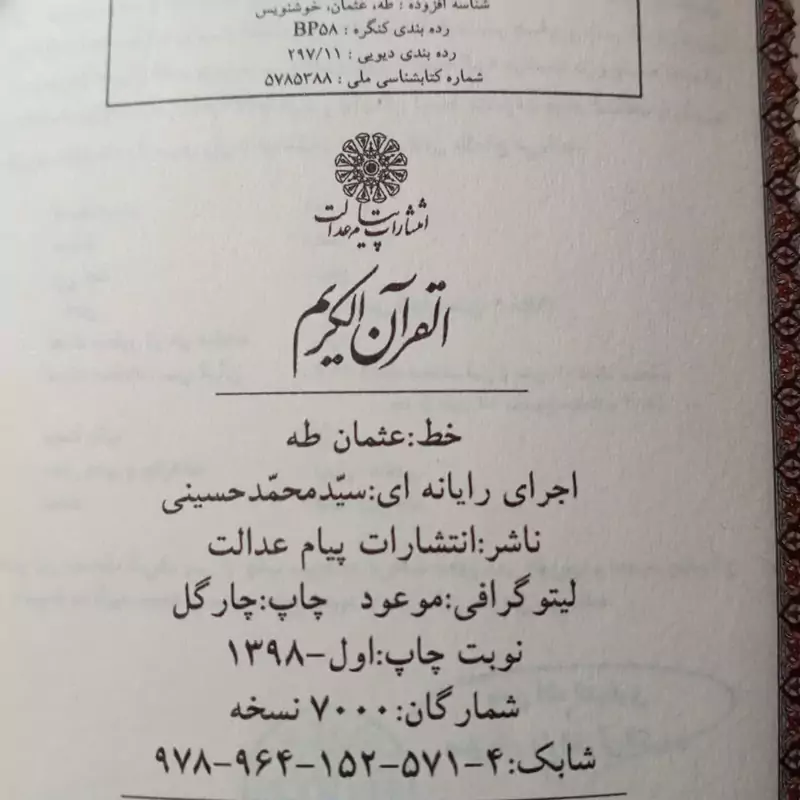 شناسه افزوده : طه، عثمان، خوشنویس
رده بندی کنگره : BP۵۸
رده بندی دیویی : ۲۹۷/۱۱
شماره کتابشناسی ملی : ۵۷۸۵۳۸۸
انتشارات پیام عدالت
القرآن الکریم
خط:عثمان طه
اجرای رایانه ای:سیّدمحمّدحسینی
ناشر:انتشارات پیام عدالت
لیتوگرافی:موعود چاپ:چارگل
نوبت چاپ:اول-۱۳۹۸
شمارگان:۷۰۰۰ نسخه
شابک:۴-۵۷۱-۱۵۲-۹۶۴-۹۷۸